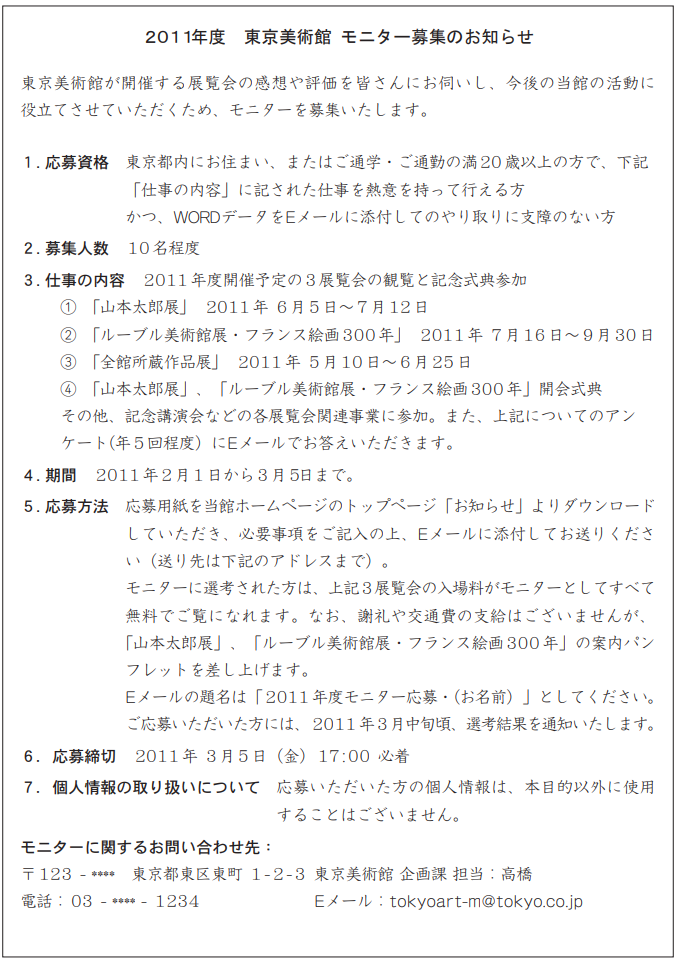 2011年度　東京美術館 モニター募集のお知らせ
東京美術館が開催する展覧会の感想や評価を皆さんにお伺いし、今後の当館の活動に
役立てさせていただくため、モニターを募集いたします。
1. 応募資格　東京都内にお住まい、またはご通学・ご通勤の満20歳以上の方で、下記
「仕事の内容」に記された仕事を熱意を持って行える方
かつ、WORDデータをEメールに添付してのやり取りに支障のない方
2. 募集人数　10名程度
3. 仕事の内容　2011年度開催予定の3展覧会の観覧と記念式典参加
① 「山本太郎展」　2011年 6月5日～7月12日
② 「ルーブル美術館展・フランス絵画300年」　2011年 7月16日～9月30日
③ 「全館所蔵作品展」　2011年 5月10日～6月25日
④ 「山本太郎展」、「ルーブル美術館展・フランス絵画300年」開会式典
その他、記念講演会などの各展覧会関連事業に参加。また、上記についてのアン
ケート(年5回程度) にEメールでお答えいただきます。
4. 期間　2011年2月1日から3月5日まで。
5. 応募方法　応募用紙を当館ホームページのトップページ「お知らせ」よりダウンロード
していただき、必要事項をご記入の上、Eメールに添付してお送りくださ
い（送り先は下記のアドレスまで）。
モニターに選考された方は、上記3展覧会の入場料がモニターとしてすべて
無料でご覧になれます。なお、謝礼や交通費の支給はございませんが、
「山本太郎展」、「ルーブル美術館展・フランス絵画300年」の案内パン
フレットを差し上げます。
Eメールの題名は「2011年度モニター応募・(お名前）」としてください。
ご応募いただいた方には、2011年3月中旬頃、選考結果を通知いたします。
6. 応募締切　2011年 3月5日（金）17:00 必着
7. 個人情報の取り扱いについて　応募いただいた方の個人情報は、本目的以外に使用
することはございません。
モニターに関するお問い合わせ先：
〒123 - ****　東京都東区東町 1-2-3 東京美術館 企画課 担当：高橋
電話：03 - **** - 1234　Eメール：tokyoart-m@tokyo.co.jp